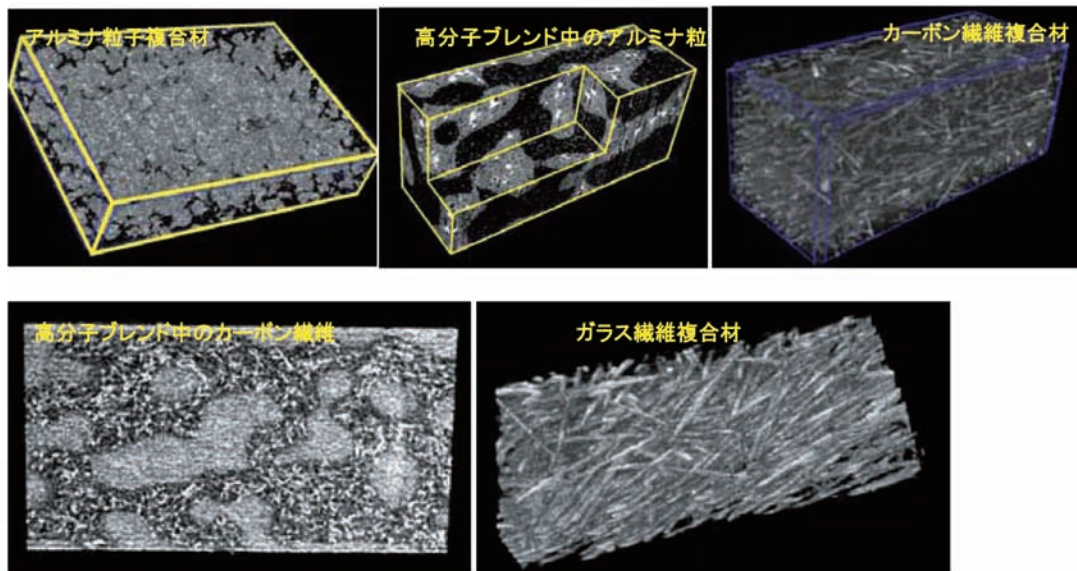 アルミナ粒子複合材
高分子ブレンド中のアルミナ粒
カーボン繊維複合材
高分子ブレンド中のカーボン繊維
ガラス繊維複合材